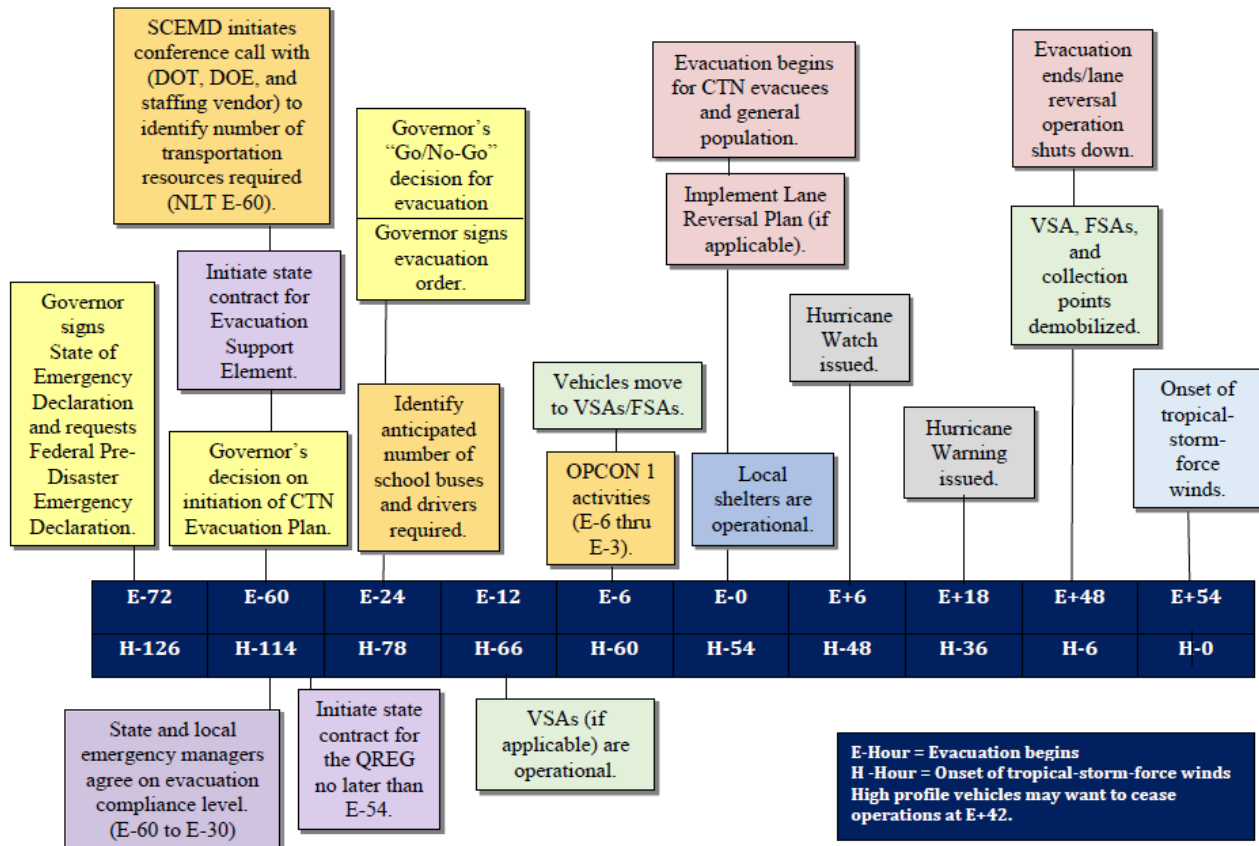 SCEMD initiates
conference call with
(DOT, DOE, and
staffing vendor) to
identify number of
transportation
resources required
(NLT E-60).
Governor’s
“Go/No-Go”
decision for
evacuation
Governor signs
evacuation
order.
Evacuation begins
for CTN evacuees
and general
population.
Implement Lane
Reversal Plan (if
applicable).
Evacuation
ends/lane
reversal
operation
shuts down.
VSA, FSAs,
and
collection
points
demobilized.
Governor
signs
State of
Emergency
Declaration
and requests
Federal Pre-
Disaster
Emergency
Declaration.
Initiate state
contract for
Evacuation
Support
Element.
Governor’s
decision on
initiation of CTN
Evacuation Plan.
Identify
anticipated
number of
school buses
and drivers
required.
Vehicles move
to VSAs/FSAs.
OPCON 1
activities
(E-6 thru
E-3).
Local
shelters are
operational.
Hurricane
Watch
issued.
Hurricane
Warning
issued.
Onset of
tropical-
storm-
force
winds.
E-72 E-60 E-24 E-12 E-6 E-0 E+6 E+18 E+48 E+54
H-126 H-114 H-78 H-66 H-60 H-54 H-48 H-36 H-6 H-0
State and local
emergency managers
agree on evacuation
compliance level.
(E-60 to E-30)
Initiate state
contract for
the QREG
no later than
E-54.
VSAs (if
applicable) are
operational.
E-Hour = Evacuation begins
H -Hour = Onset of tropical-storm-force winds
High profile vehicles may want to cease
operations at E+42.